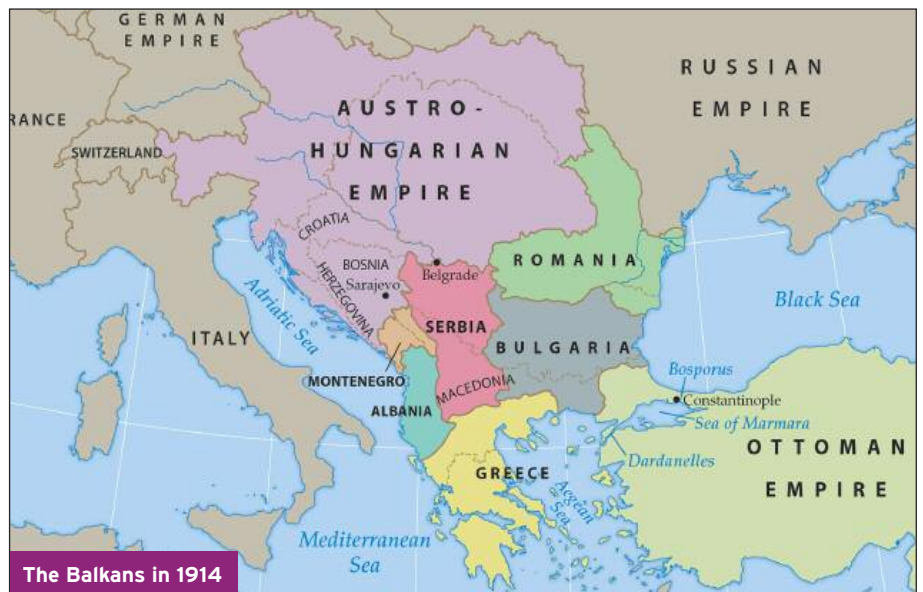 GERMAN
EMPIRE
RUSSIAN
EMPIRE
RANCE
AUSTRO-
HUNGARIAN
EMPIRE
SWITZERLAND
CROATIA
BOSNIA
Sarajevo
HERZEGOVINA
Belgrade
ROMANIA
Adriatic Sea
Black Sea
ITALY
SERBIA
BULGARIA
MONTENEGRO
MACEDONIA
ALBANIA
Bosporus
Constantinople
Sea of Marmara
OTTOMAN
EMPIRE
Dardanelles
GREECE
Aegean
Sea
Mediterranean
Sea
The Balkans in 1914